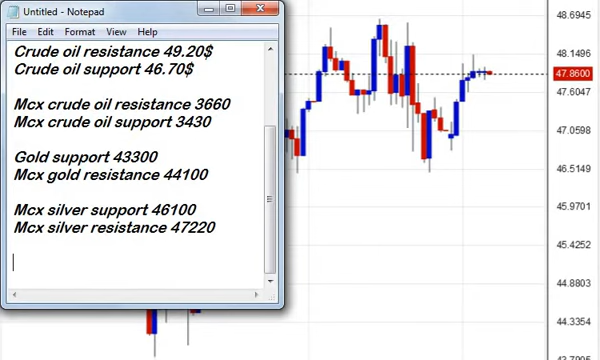 Untitled - Notepad
File Edit Format View Help
Crude oil resistance 49.20$
Crude oil support 46.70$
Mcx crude oil resistance 3660
Mcx crude oil support 3430
Gold support 43300
Mcx gold resistance 44100
Mcx silver support 46100
Mcx silver resistance 47220
48.6945
48.1496
47.8600
47.6047
47.0598
46.5149
45.9701
45.4252
44.8803
44.3354